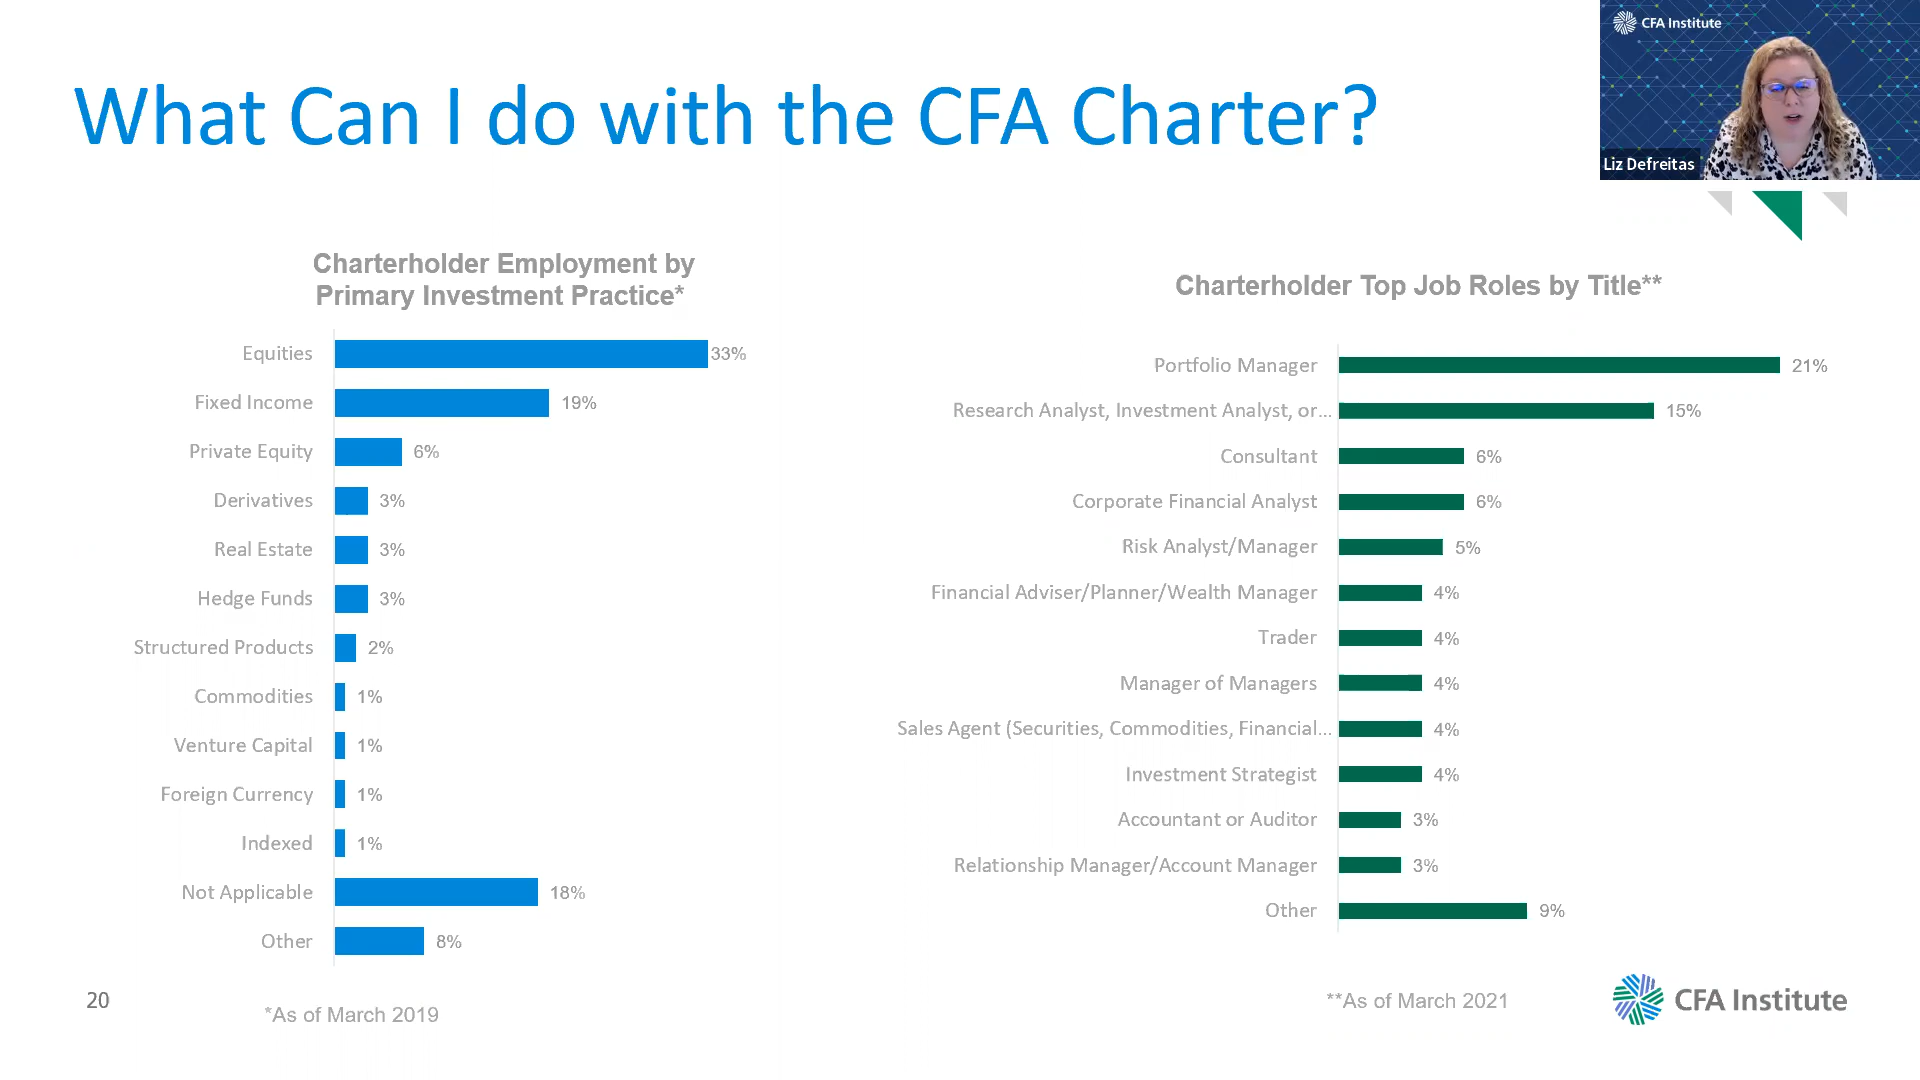 What Can I do with the CFA Charter?
CFA Institute
Liz Defreitas
Charterholder Employment by
Primary Investment Practice*
Equities 33%
Fixed Income 19%
Private Equity 6%
Derivatives 3%
Real Estate 3%
Hedge Funds 3%
Structured Products 2%
Commodities 1%
Venture Capital 1%
Foreign Currency 1%
Indexed 1%
Not Applicable 18%
Other 8%
*As of March 2019
Charterholder Top Job Roles by Title**
Portfolio Manager 21%
Research Analyst, Investment Analyst, or... 15%
Consultant 6%
Corporate Financial Analyst 6%
Risk Analyst/Manager 5%
Financial Adviser/Planner/Wealth Manager 4%
Trader 4%
Manager of Managers 4%
Sales Agent (Securities, Commodities, Financial... 4%
Investment Strategist 4%
Accountant or Auditor 3%
Relationship Manager/Account Manager 3%
Other 9%
**As of March 2021
20
CFA Institute